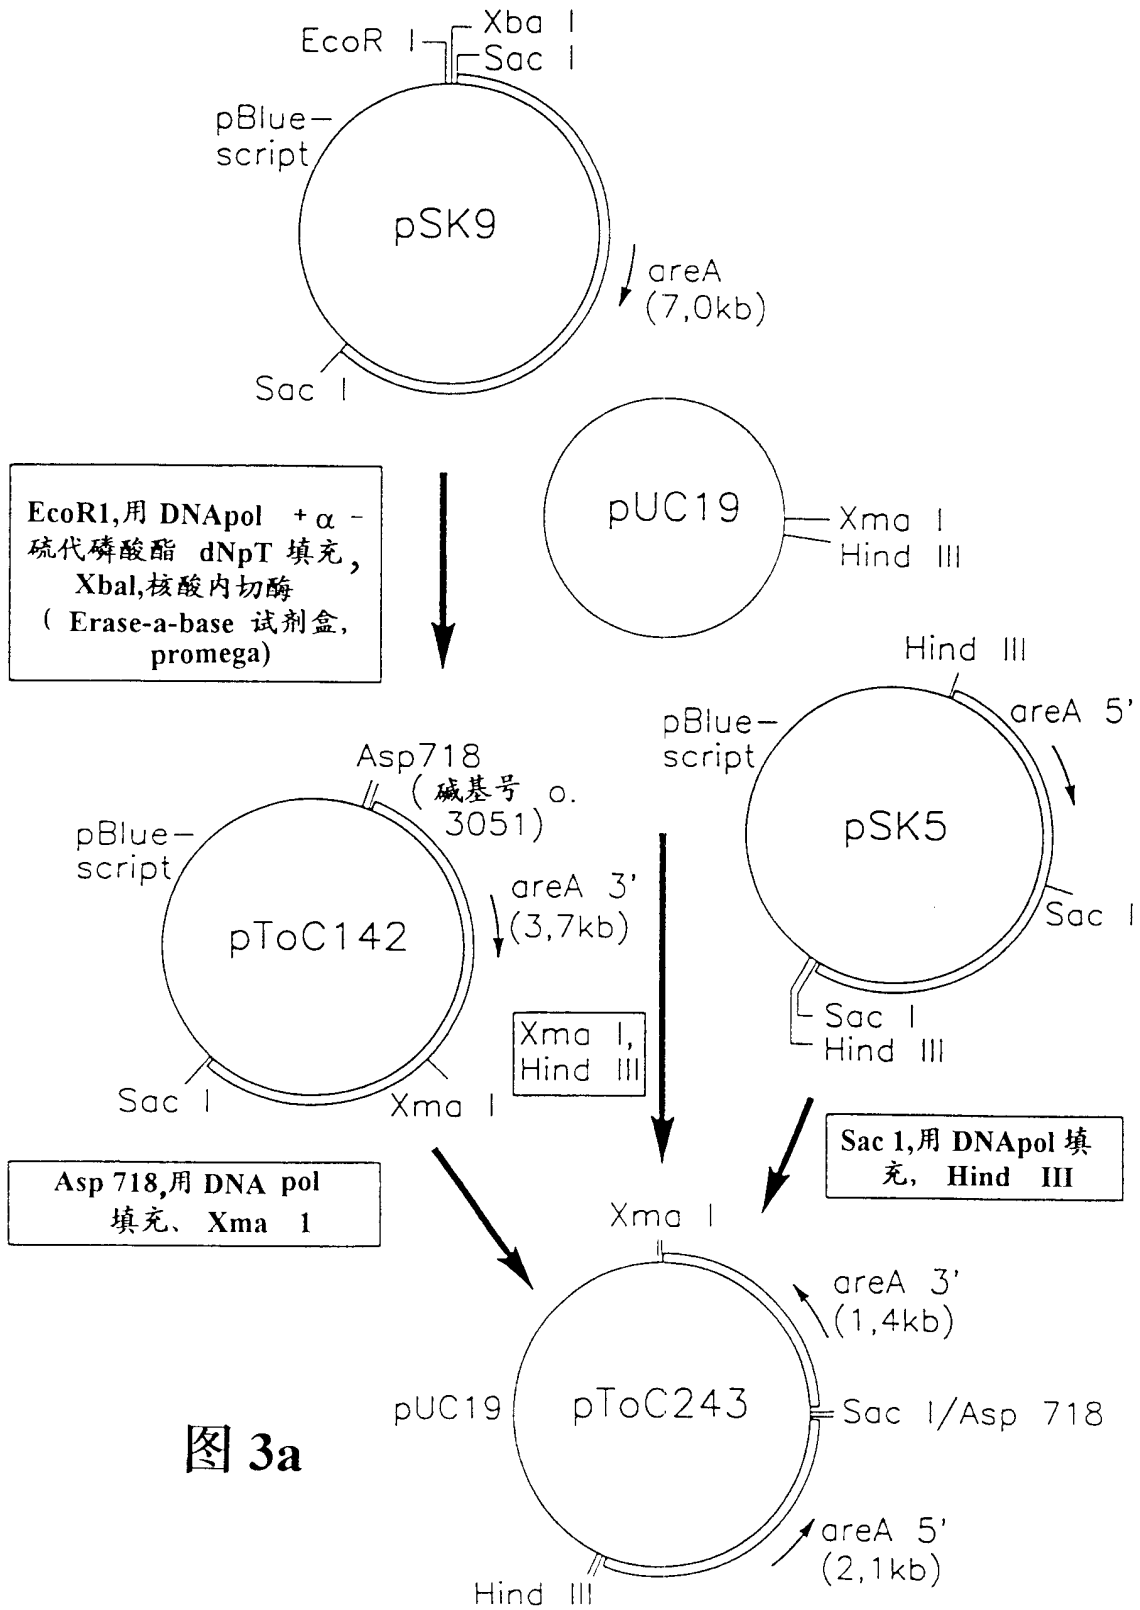 EcoR I
Xba I
Sac I
pBlue-
script
pSK9
areA
(7,0kb)
Sac I
EcoR1,用 DNApol + α -
硫代磷酸酯 dNpT 填充,
XbaI,核酸内切酶
( Erase-a-base 试剂盒,
promega)
pUC19
Xma I
Hind III
Hind III
areA 5'
pBlue-
script
pSK5
Sac I
Sac I
Hind III
Asp718
(碱基号 o.
3051)
pBlue-
script
areA 3'
(3,7kb)
pToC142
Sac I
Xma I
Xma I,
Hind III
Asp 718,用 DNA pol
填充、 Xma 1
Sac 1,用 DNApol 填
充, Hind III
Xma I
areA 3'
(1,4kb)
pUC19
pToC243
Sac I/Asp 718
areA 5'
(2,1kb)
Hind III
图 3a